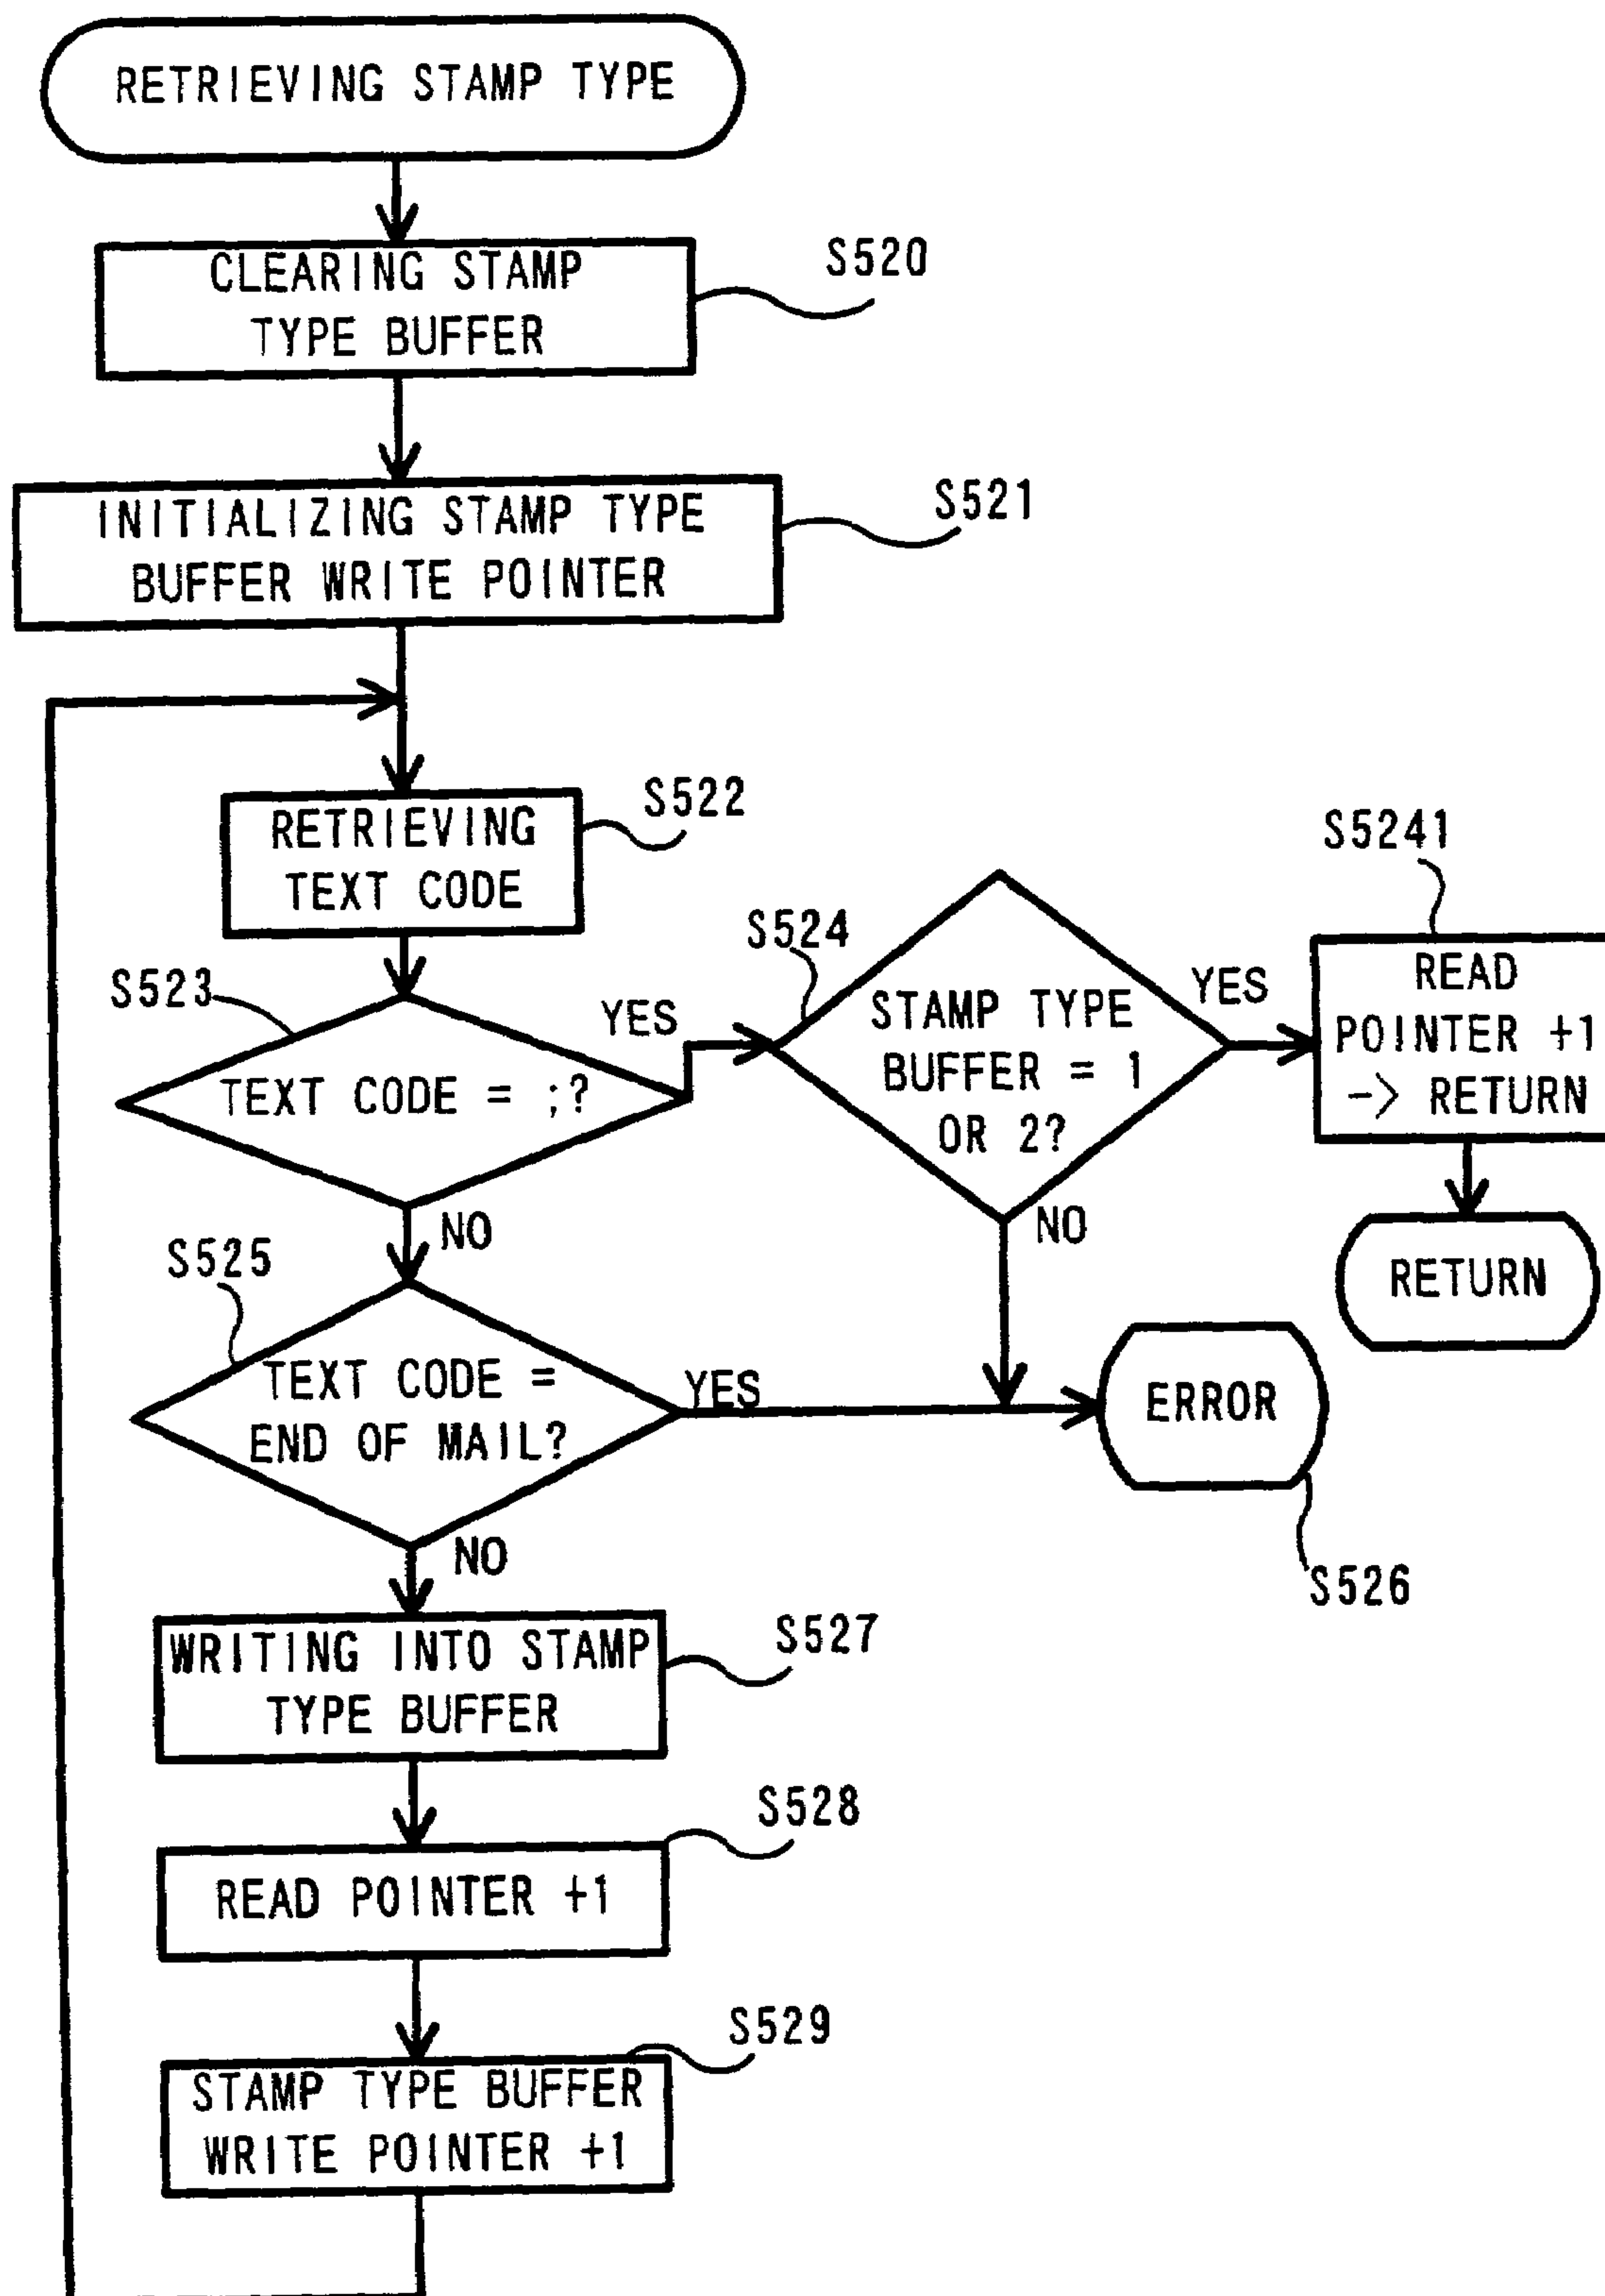 RETRIEVING STAMP TYPE
CLEARING STAMP
TYPE BUFFER
S520
INITIALIZING STAMP TYPE
BUFFER WRITE POINTER
S521
RETRIEVING
TEXT CODE
S522
S523
TEXT CODE = ;?
YES
NO
S524
STAMP TYPE
BUFFER = 1
OR 2?
YES
NO
S5241
READ
POINTER +1
-> RETURN
RETURN
S525
TEXT CODE =
END OF MAIL?
YES
NO
ERROR
S526
WRITING INTO STAMP
TYPE BUFFER
S527
READ POINTER +1
S528
STAMP TYPE BUFFER
WRITE POINTER +1
S529